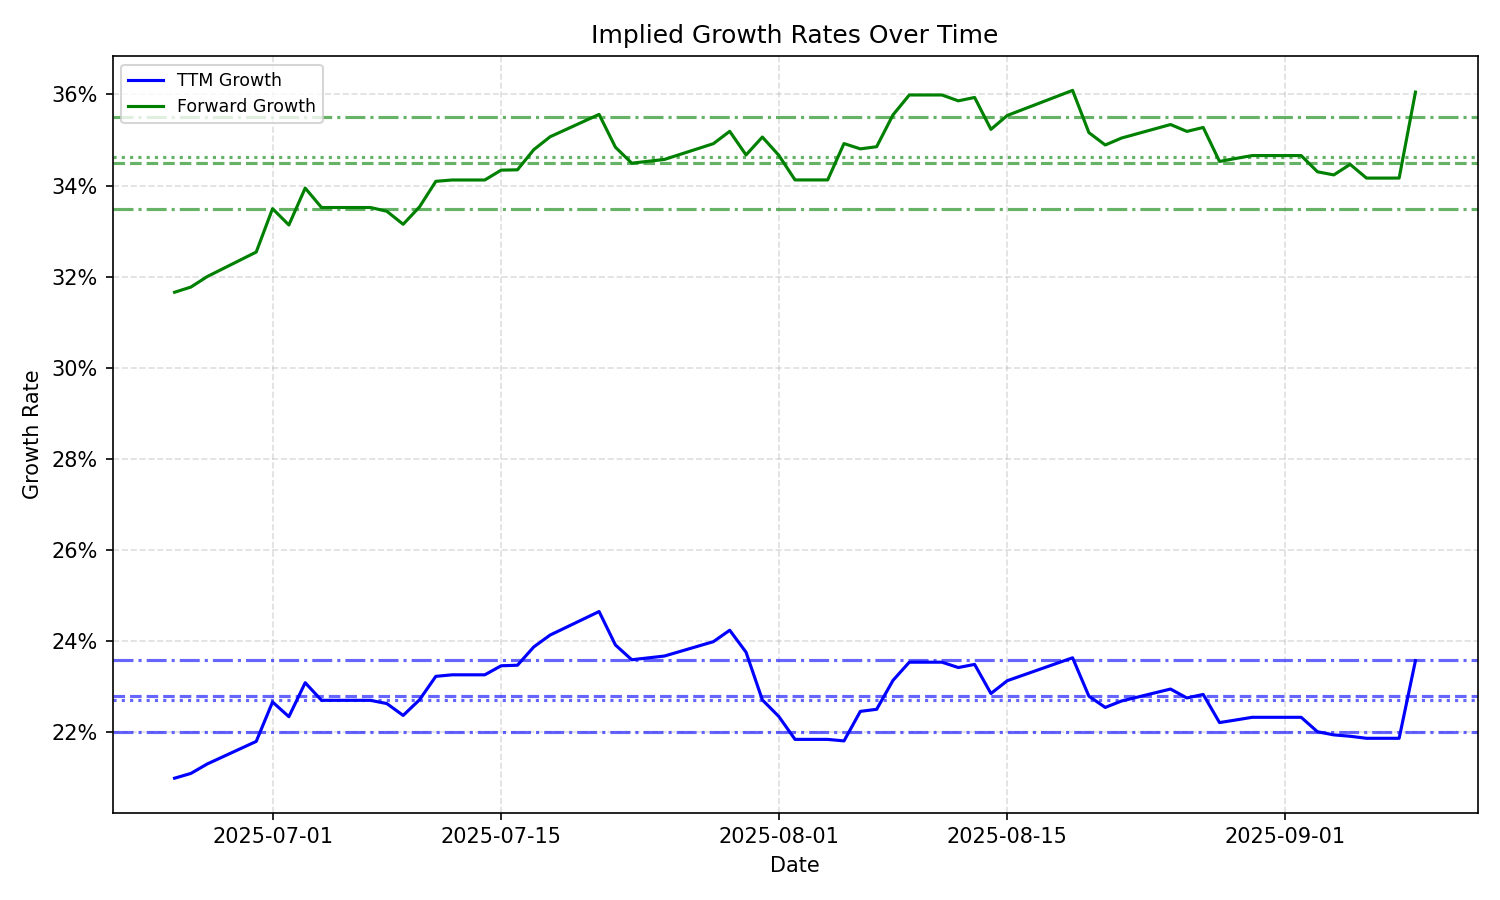 Implied Growth Rates Over Time
TTM Growth
Forward Growth
36%
34%
32%
30%
28%
26%
24%
22%
Growth Rate
2025-07-01
2025-07-15
2025-08-01
2025-08-15
2025-09-01
Date